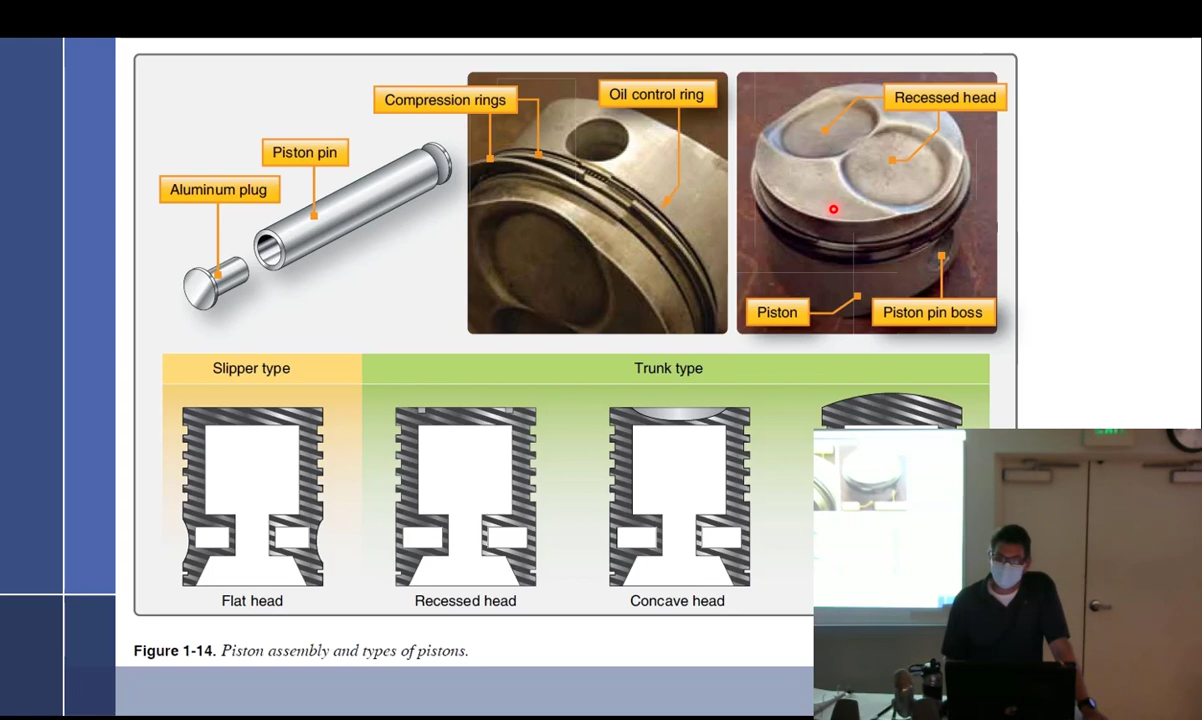 Compression rings
Oil control ring
Recessed head
Piston pin
Aluminum plug
Piston
Piston pin boss
Slipper type
Trunk type
Flat head
Recessed head
Concave head
Figure 1-14. Piston assembly and types of pistons.